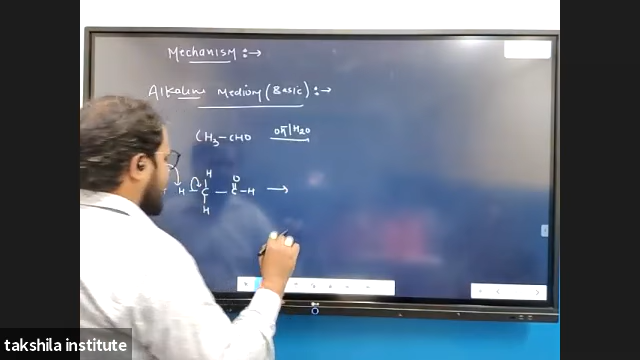 Mechanism :→
Alkaline Medium (Basic) :→
CH3-CHO OH̄/H2O
H O
H - C - C - H →
H
takshila institute